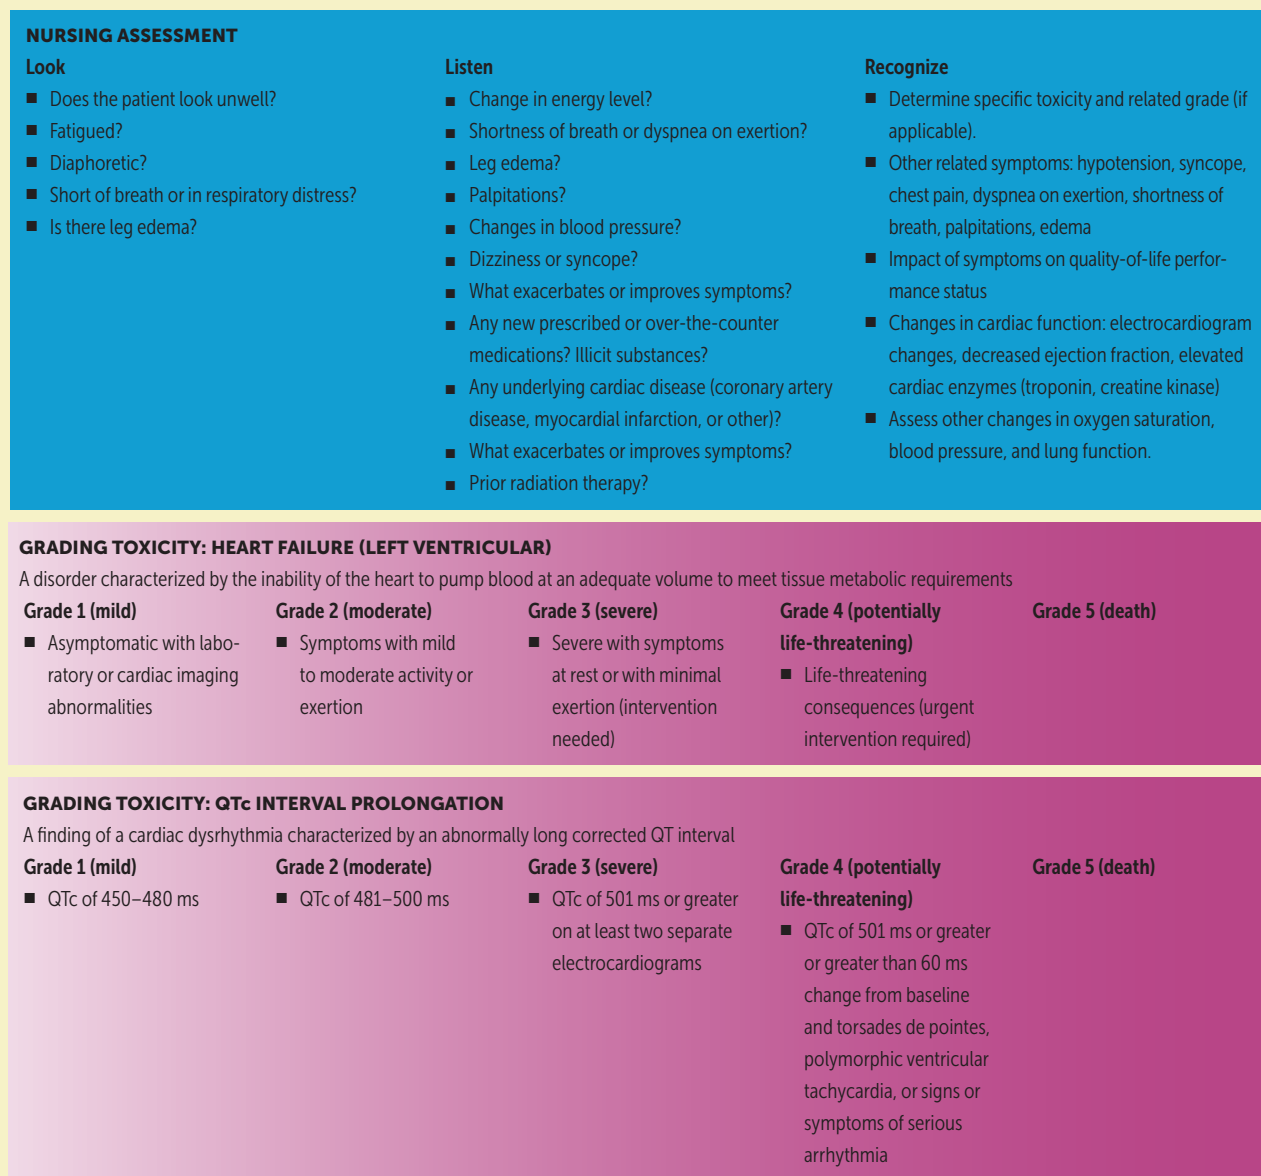 NURSING ASSESSMENT
Look
■ Does the patient look unwell?
■ Fatigued?
■ Diaphoretic?
■ Short of breath or in respiratory distress?
■ Is there leg edema?
Listen
■ Change in energy level?
■ Shortness of breath or dyspnea on exertion?
■ Leg edema?
■ Palpitations?
■ Changes in blood pressure?
■ Dizziness or syncope?
■ What exacerbates or improves symptoms?
■ Any new prescribed or over-the-counter
medications? Illicit substances?
■ Any underlying cardiac disease (coronary artery
disease, myocardial infarction, or other)?
■ What exacerbates or improves symptoms?
■ Prior radiation therapy?
Recognize
■ Determine specific toxicity and related grade (if
applicable).
■ Other related symptoms: hypotension, syncope,
chest pain, dyspnea on exertion, shortness of
breath, palpitations, edema
■ Impact of symptoms on quality-of-life perfor-
mance status
■ Changes in cardiac function: electrocardiogram
changes, decreased ejection fraction, elevated
cardiac enzymes (troponin, creatine kinase)
■ Assess other changes in oxygen saturation,
blood pressure, and lung function.
GRADING TOXICITY: HEART FAILURE (LEFT VENTRICULAR)
A disorder characterized by the inability of the heart to pump blood at an adequate volume to meet tissue metabolic requirements
Grade 1 (mild)
■ Asymptomatic with labo-
ratory or cardiac imaging
abnormalities
Grade 2 (moderate)
■ Symptoms with mild
to moderate activity or
exertion
Grade 3 (severe)
■ Severe with symptoms
at rest or with minimal
exertion (intervention
needed)
Grade 4 (potentially
life-threatening)
■ Life-threatening
consequences (urgent
intervention required)
Grade 5 (death)
GRADING TOXICITY: QTc INTERVAL PROLONGATION
A finding of a cardiac dysrhythmia characterized by an abnormally long corrected QT interval
Grade 1 (mild)
■ QTc of 450–480 ms
Grade 2 (moderate)
■ QTc of 481–500 ms
Grade 3 (severe)
■ QTc of 501 ms or greater
on at least two separate
electrocardiograms
Grade 4 (potentially
life-threatening)
■ QTc of 501 ms or greater
or greater than 60 ms
change from baseline
and torsades de pointes,
polymorphic ventricular
tachycardia, or signs or
symptoms of serious
arrhythmia
Grade 5 (death)